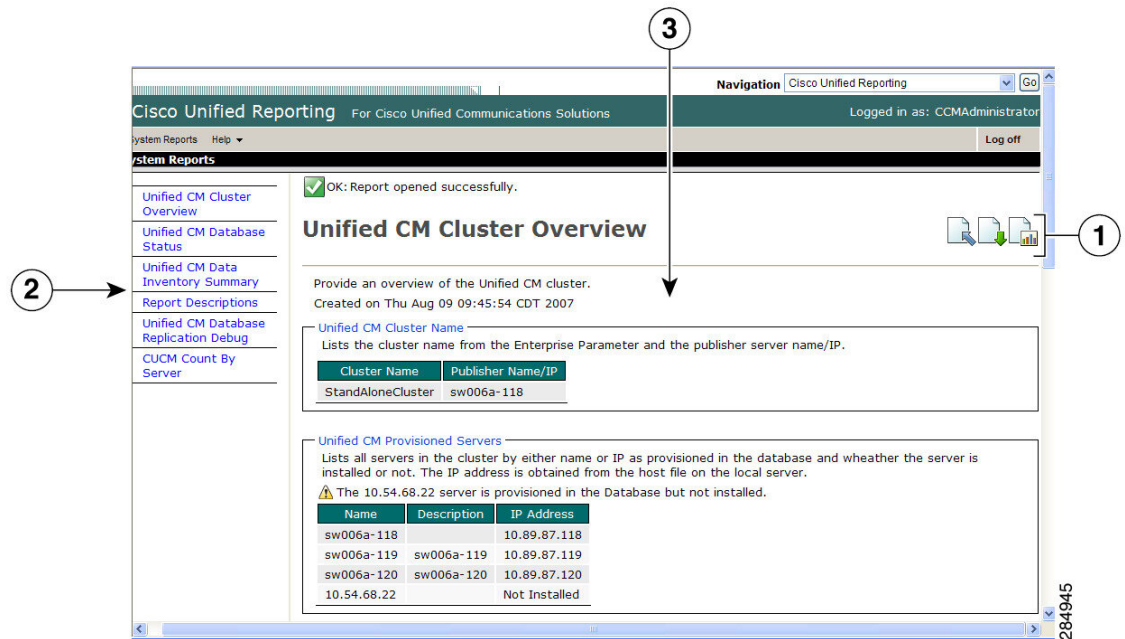 3
Navigation Cisco Unified Reporting Go
Cisco Unified Reporting For Cisco Unified Communications Solutions Logged in as: CCMAdministrator
System Reports Help Log off
ystem Reports
OK: Report opened successfully.
Unified CM Cluster
Overview
Unified CM Database
Status
Unified CM Data
Inventory Summary
Report Descriptions
Unified CM Database
Replication Debug
CUCM Count By
Server
2
Unified CM Cluster Overview
1
Provide an overview of the Unified CM cluster.
Created on Thu Aug 09 09:45:54 CDT 2007
Unified CM Cluster Name
Lists the cluster name from the Enterprise Parameter and the publisher server name/IP.
Cluster Name Publisher Name/IP
StandAloneCluster sw006a-118
Unified CM Provisioned Servers
Lists all servers in the cluster by either name or IP as provisioned in the database and wheather the server is
installed or not. The IP address is obtained from the host file on the local server.
The 10.54.68.22 server is provisioned in the Database but not installed.
Name Description IP Address
sw006a-118 10.89.87.118
sw006a-119 sw006a-119 10.89.87.119
sw006a-120 sw006a-120 10.89.87.120
10.54.68.22 Not Installed
284945